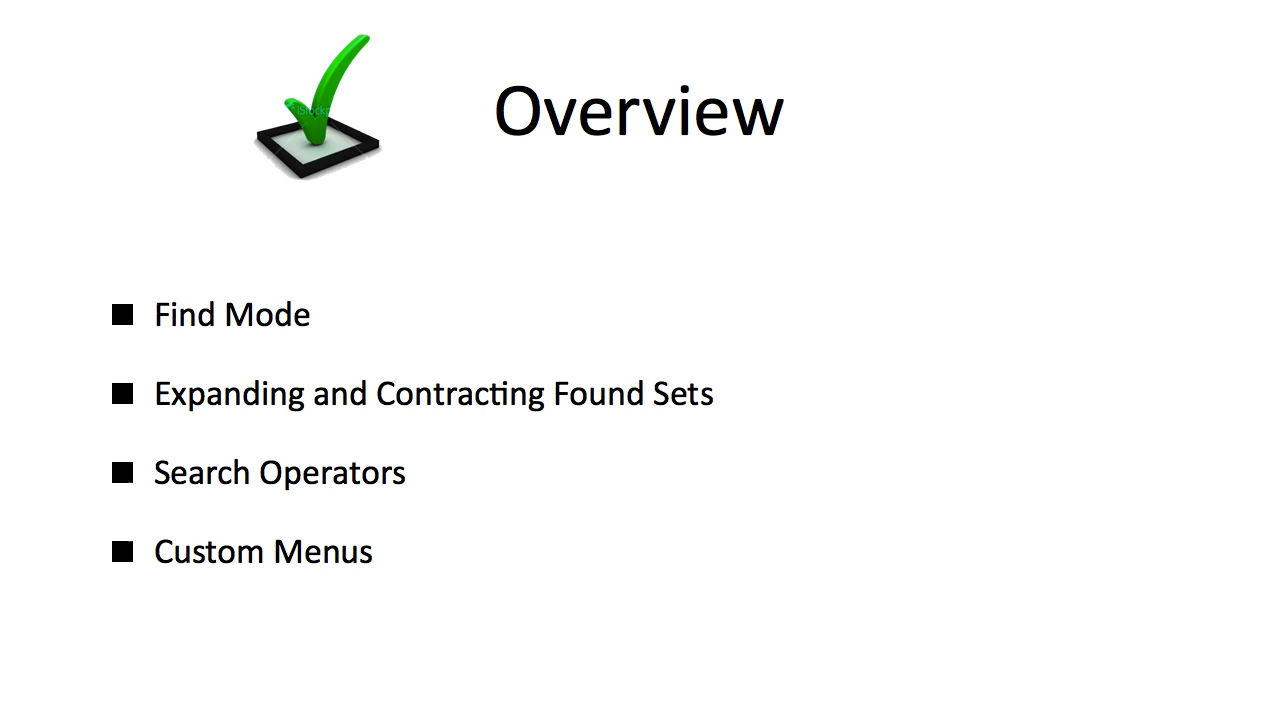 Overview
Find Mode
Expanding and Contracting Found Sets
Search Operators
Custom Menus